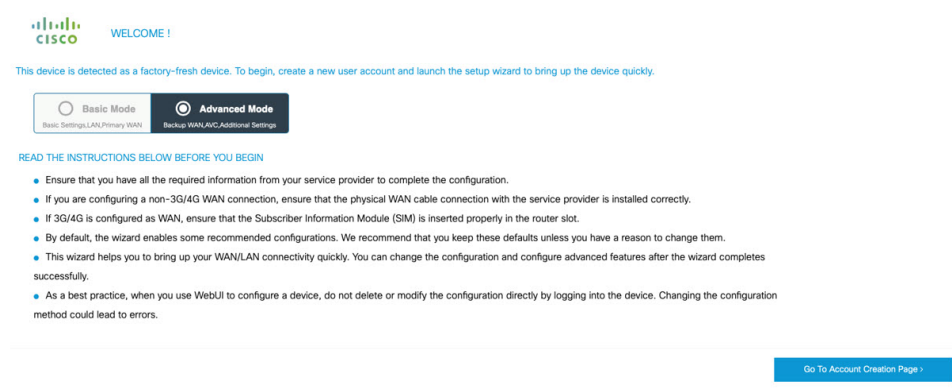 CISCO
WELCOME !
This device is detected as a factory-fresh device. To begin, create a new user account and launch the setup wizard to bring up the device quickly.
Basic Mode
Basic Settings,LAN,Primary WAN
Advanced Mode
Backup WAN,AVC,Additional Settings
READ THE INSTRUCTIONS BELOW BEFORE YOU BEGIN
Ensure that you have all the required information from your service provider to complete the configuration.
If you are configuring a non-3G/4G WAN connection, ensure that the physical WAN cable connection with the service provider is installed correctly.
If 3G/4G is configured as WAN, ensure that the Subscriber Information Module (SIM) is inserted properly in the router slot.
By default, the wizard enables some recommended configurations. We recommend that you keep these defaults unless you have a reason to change them.
This wizard helps you to bring up your WAN/LAN connectivity quickly. You can change the configuration and configure advanced features after the wizard completes
successfully.
As a best practice, when you use WebUI to configure a device, do not delete or modify the configuration directly by logging into the device. Changing the configuration
method could lead to errors.
Go To Account Creation Page ›